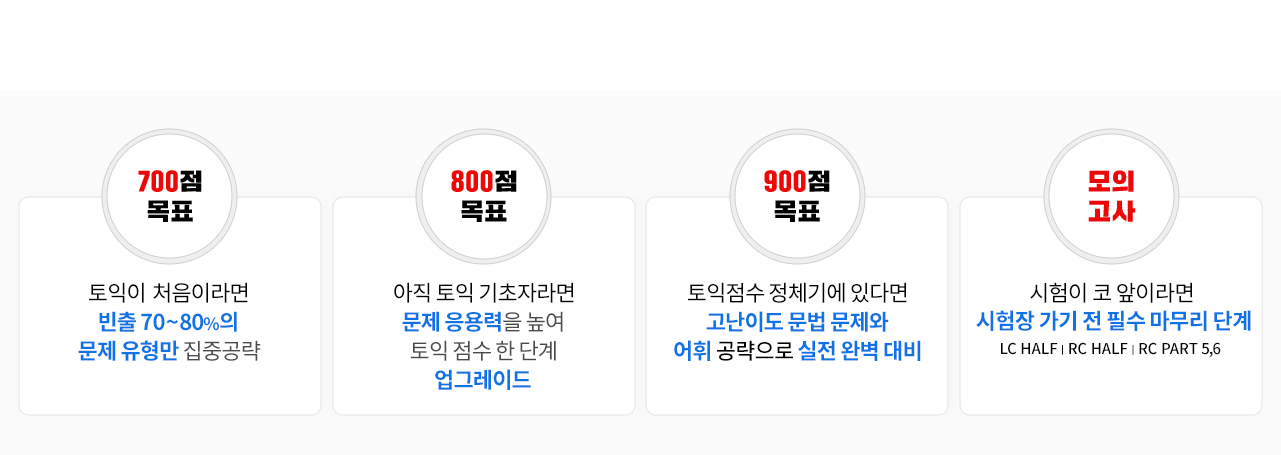 700점
목표
토익이 처음이라면
빈출 70~80%의
문제 유형만 집중공략
800점
목표
아직 토익 기초자라면
문제 응용력을 높여
토익 점수 한 단계
업그레이드
900점
목표
토익점수 정체기에 있다면
고난이도 문법 문제와
어휘 공략으로 실전 완벽 대비
모의
고사
시험이 코 앞이라면
시험장 가기 전 필수 마무리 단계
LC HALF | RC HALF | RC PART 5,6